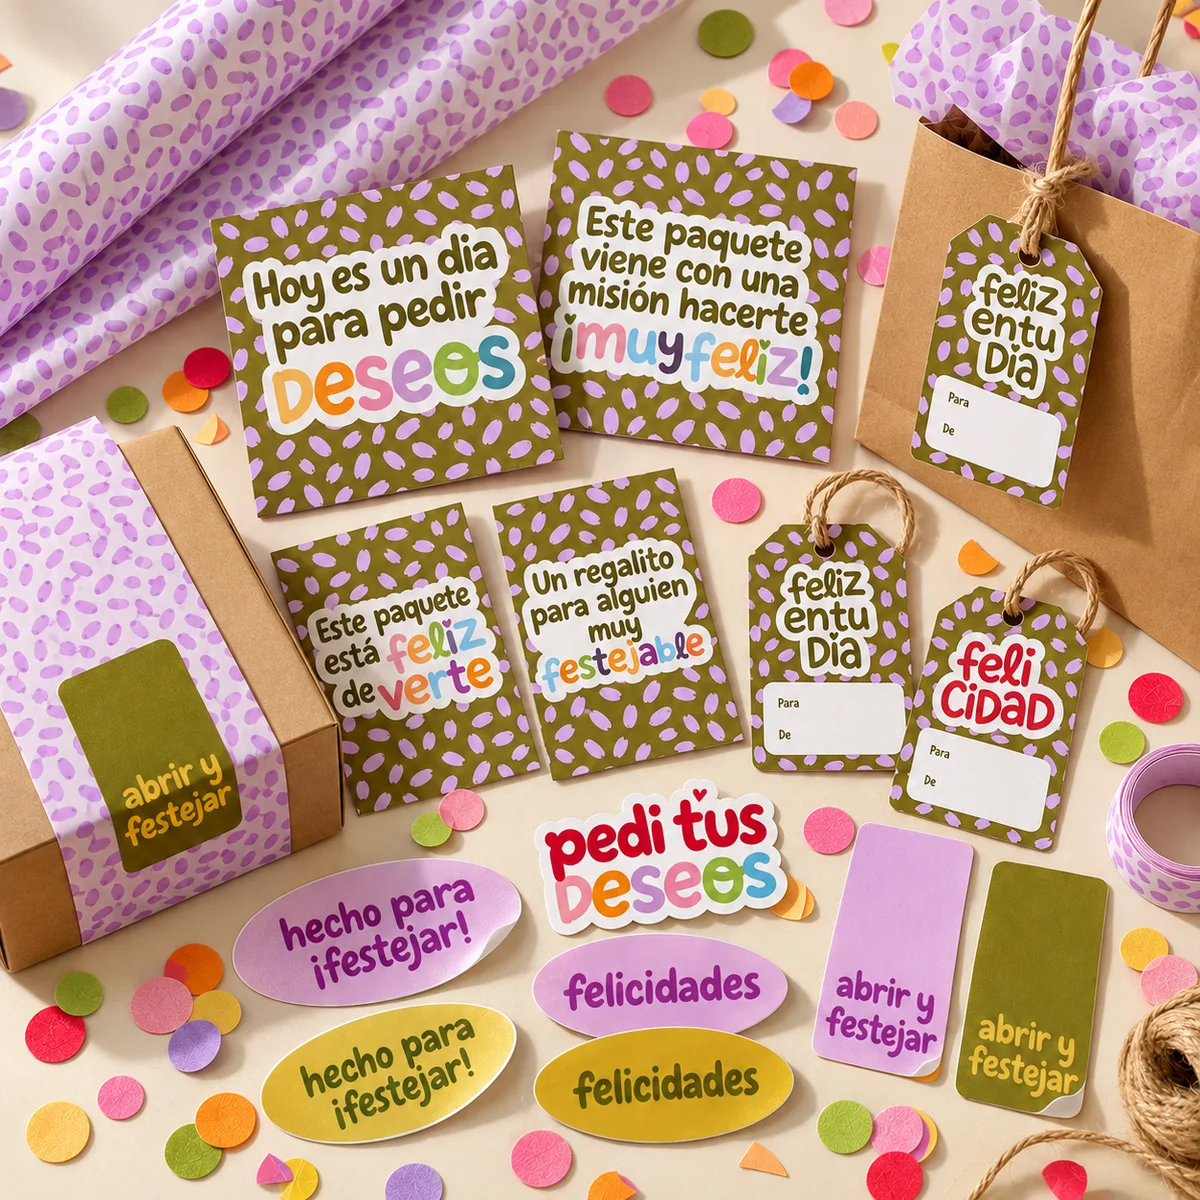 Hoy es un dia
para pedir
DESEOS
Este paquete
viene con una
misión hacerte
¡muy feliz!
feliz
en tu
Dia
Para
De
Este paquete
está feliz
de verte
Un regalito
para alguien
muy
festejable
feliz
en tu
Dia
Para
De
feli
CiDAD
Para
De
abrir y
festejar
pedi tus
DESEOS
hecho para
¡festejar!
felicidades
abrir y
festejar
abrir y
festejar
hecho para
¡festejar!
felicidades